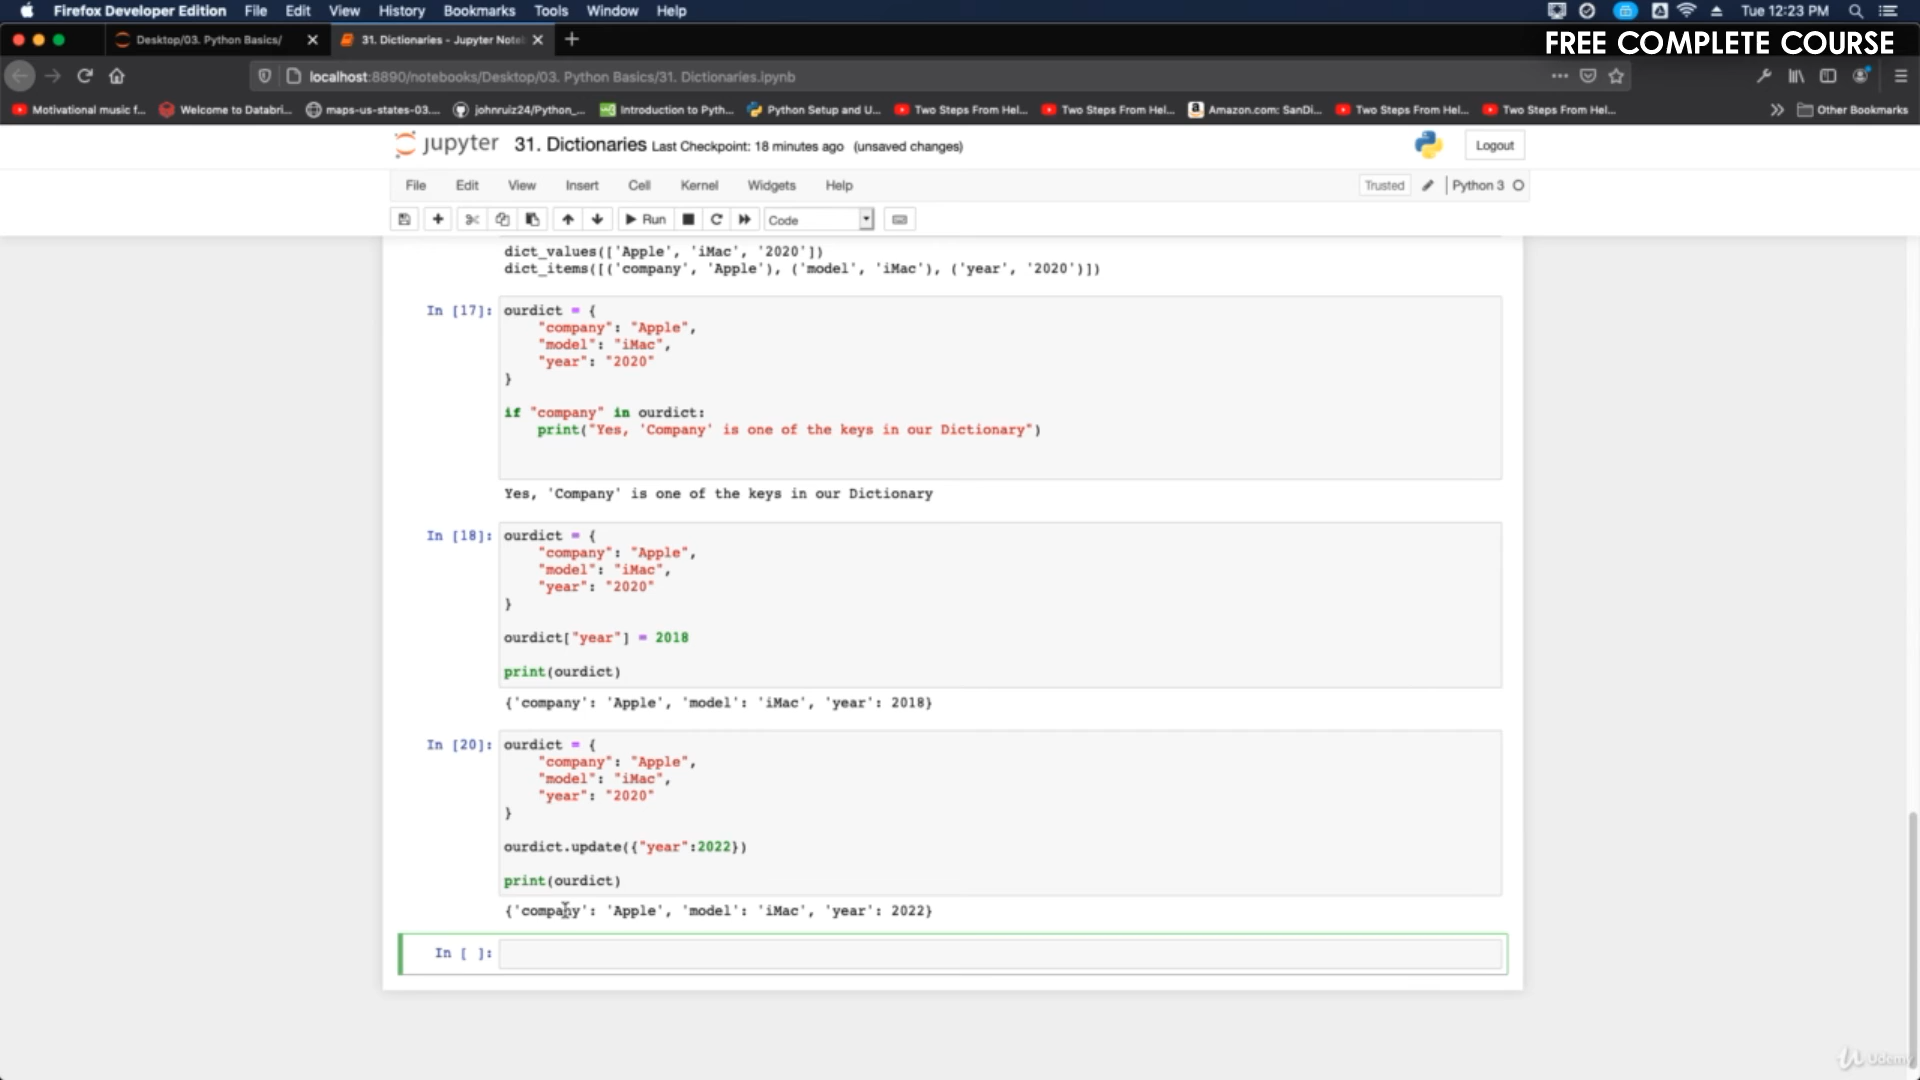 Firefox Developer Edition File Edit View History Bookmarks Tools Window Help Tue 12:23 PM
FREE COMPLETE COURSE
Desktop/03. Python Basics/ 31. Dictionaries - Jupyter Note
localhost:8890/notebooks/Desktop/03. Python Basics/31. Dictionaries.ipynb
Motivational music f... Welcome to Databri... maps-us-states-03.... johnruiz24/Python_... Introduction to Pyth... Python Setup and U... Two Steps From Hel... Two Steps From Hel... Amazon.com: SanDi... Two Steps From Hel... Two Steps From Hel... Other Bookmarks
jupyter 31. Dictionaries Last Checkpoint: 18 minutes ago (unsaved changes) Logout
File Edit View Insert Cell Kernel Widgets Help Trusted Python 3
Run Code
dict_values(['Apple', 'iMac', '2020'])
dict_items([('company', 'Apple'), ('model', 'iMac'), ('year', '2020')])
In [17]: ourdict = {
"company": "Apple",
"model": "iMac",
"year": "2020"
}
if "company" in ourdict:
print("Yes, 'Company' is one of the keys in our Dictionary")
Yes, 'Company' is one of the keys in our Dictionary
In [18]: ourdict = {
"company": "Apple",
"model": "iMac",
"year": "2020"
}
ourdict["year"] = 2018
print(ourdict)
{'company': 'Apple', 'model': 'iMac', 'year': 2018}
In [20]: ourdict = {
"company": "Apple",
"model": "iMac",
"year": "2020"
}
ourdict.update({"year":2022})
print(ourdict)
{'company': 'Apple', 'model': 'iMac', 'year': 2022}
In [ ]:
Udemy